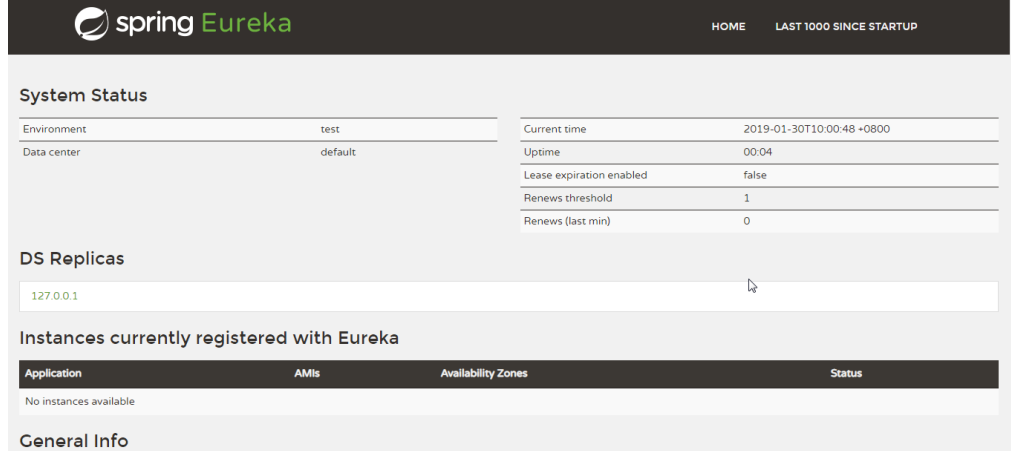 spring Eureka
HOME LAST 1000 SINCE STARTUP
System Status
Environment test
Data center default
Current time 2019-01-30T10:00:48 +0800
Uptime 00:04
Lease expiration enabled false
Renews threshold 1
Renews (last min) 0
DS Replicas
127.0.0.1
Instances currently registered with Eureka
Application AMIs Availability Zones Status
No instances available
General Info